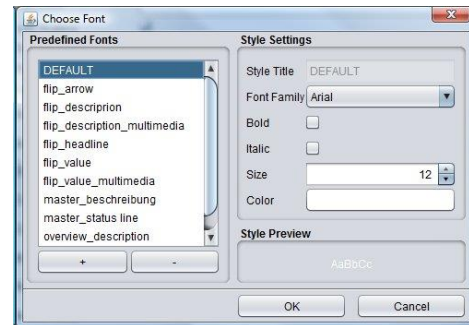 Choose Font
Predefined Fonts
DEFAULT
flip_arrow
flip_descriprion
flip_description_multimedia
flip_headline
flip_value
flip_value_multimedia
master_beschreibung
master_status line
overview_description
+ -
Style Settings
Style Title DEFAULT
Font Family Arial
Bold
Italic
Size 12
Color
Style Preview
AaBbCc
OK Cancel